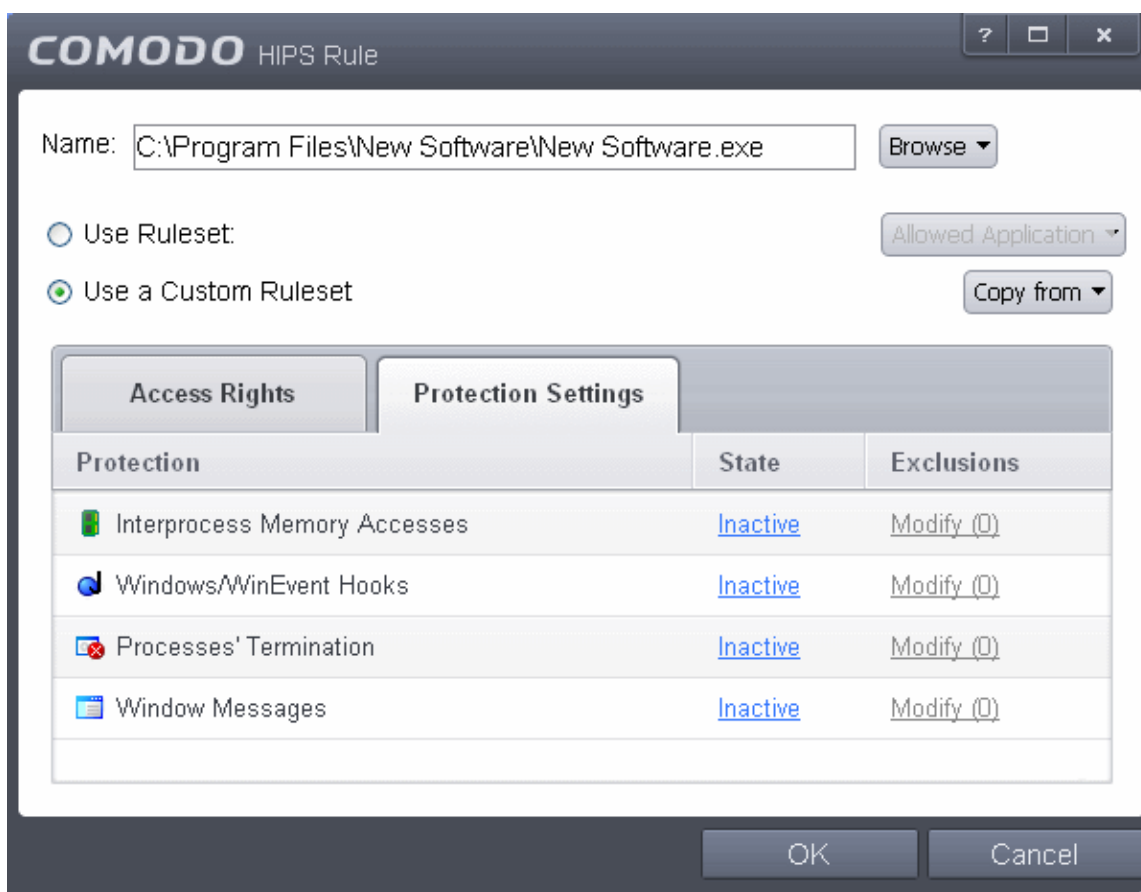 COMODO HIPS Rule ? x
Name: C:\Program Files\New Software\New Software.exe Browse
Use Ruleset: Allowed Application
Use a Custom Ruleset Copy from
Access Rights Protection Settings
Protection State Exclusions
Interprocess Memory Accesses Inactive Modify (0)
Windows/WinEvent Hooks Inactive Modify (0)
Processes' Termination Inactive Modify (0)
Window Messages Inactive Modify (0)
OK Cancel